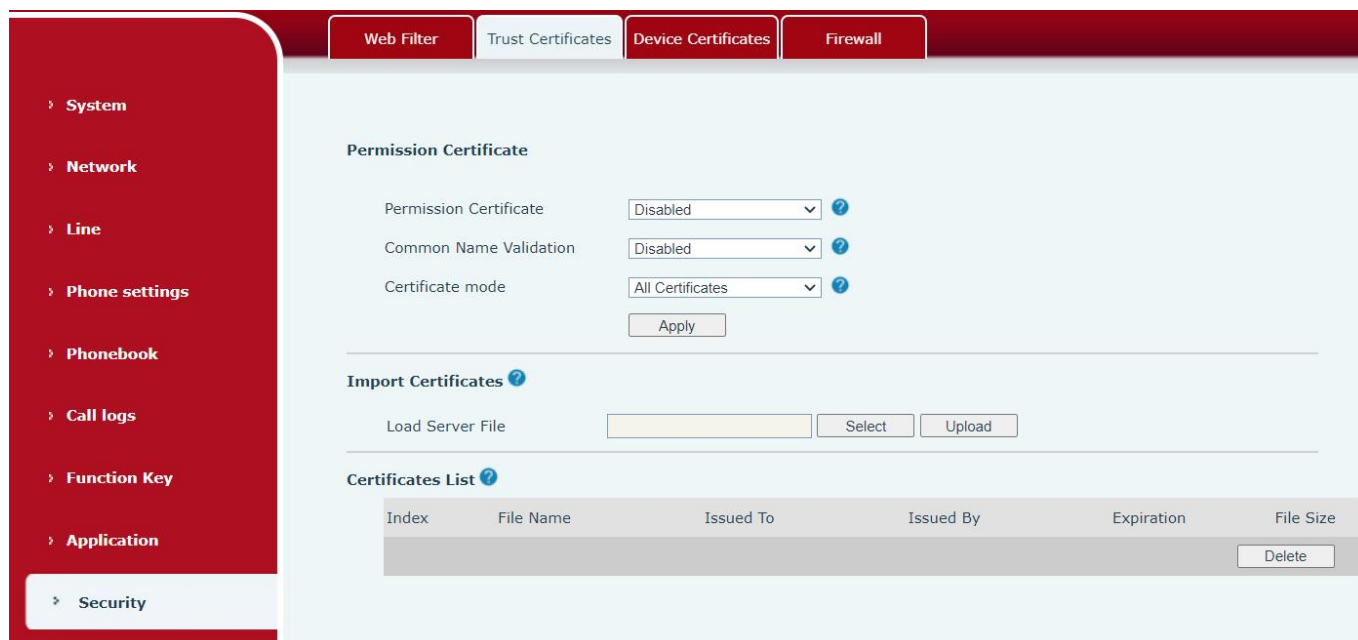 Web Filter Trust Certificates Device Certificates Firewall
System
Network
Line
Phone settings
Phonebook
Call logs
Function Key
Application
Security
Permission Certificate
Permission Certificate Disabled
Common Name Validation Disabled
Certificate mode All Certificates
Apply
Import Certificates
Load Server File Select Upload
Certificates List
Index File Name Issued To Issued By Expiration File Size
Delete